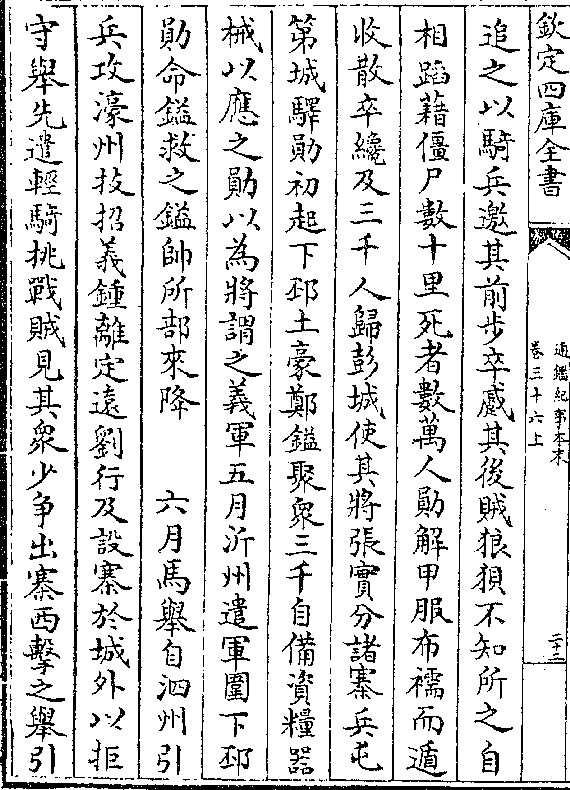 欽定四庫全書
通鑑紀事本末
卷三十六上
二十二
追之以騎兵邀其前步卒蹙其後賊狼狽不知所之自
相蹈藉僵尸數十里死者數萬人勛解甲服布襦而遁
收散卒纔及三千人歸彭城使其將張實分諸寨兵屯
第城驛勛初起下邳土豪鄭鎰聚衆三千自備資糧器
械以應之勛以為將謂之義軍五月沂州遣軍圍下邳
勛命鎰救之鎰帥所部來降　六月馬舉自泗州引
兵攻濠州拔招義鍾離定遠劉行及設寨於城外以拒
守舉先遣輕騎挑戰賊見其衆少争出寨西擊之舉引